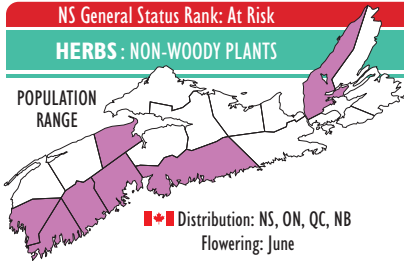 NS General Status Rank: At Risk
HERBS : NON-WOODY PLANTS
POPULATION
RANGE
Distribution: NS, ON, QC, NB
Flowering: June